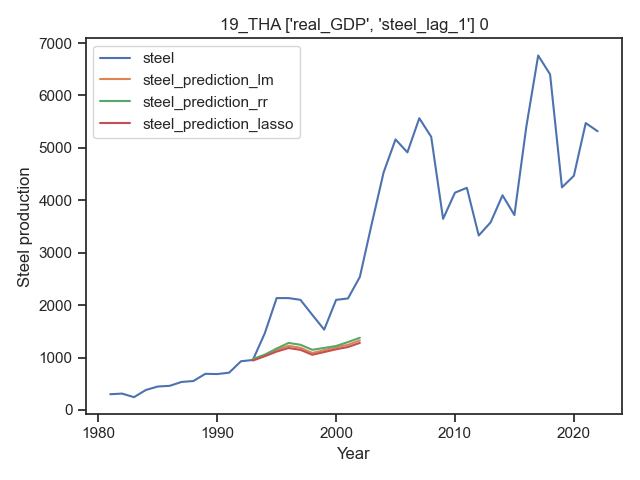 19_THA ['real_GDP', 'steel_lag_1'] 0
steel
steel_prediction_lm
steel_prediction_rr
steel_prediction_lasso
Steel production
7000
6000
5000
4000
3000
2000
1000
0
1980
1990
2000
2010
2020
Year